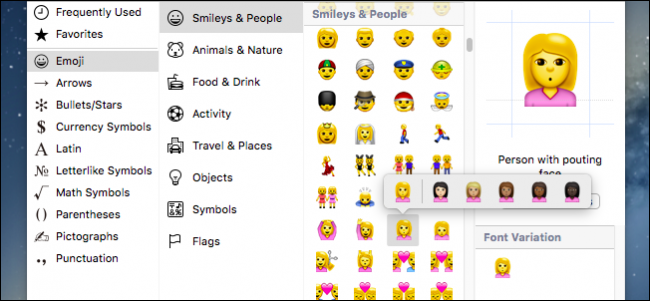 Frequently Used
Favorites
Emoji
Arrows
Bullets/Stars
Currency Symbols
Latin
Letterlike Symbols
Math Symbols
Parentheses
Pictographs
Punctuation
Smileys & People
Animals & Nature
Food & Drink
Activity
Travel & Places
Objects
Symbols
Flags
Smileys & People
Person with pouting
face
Font Variation